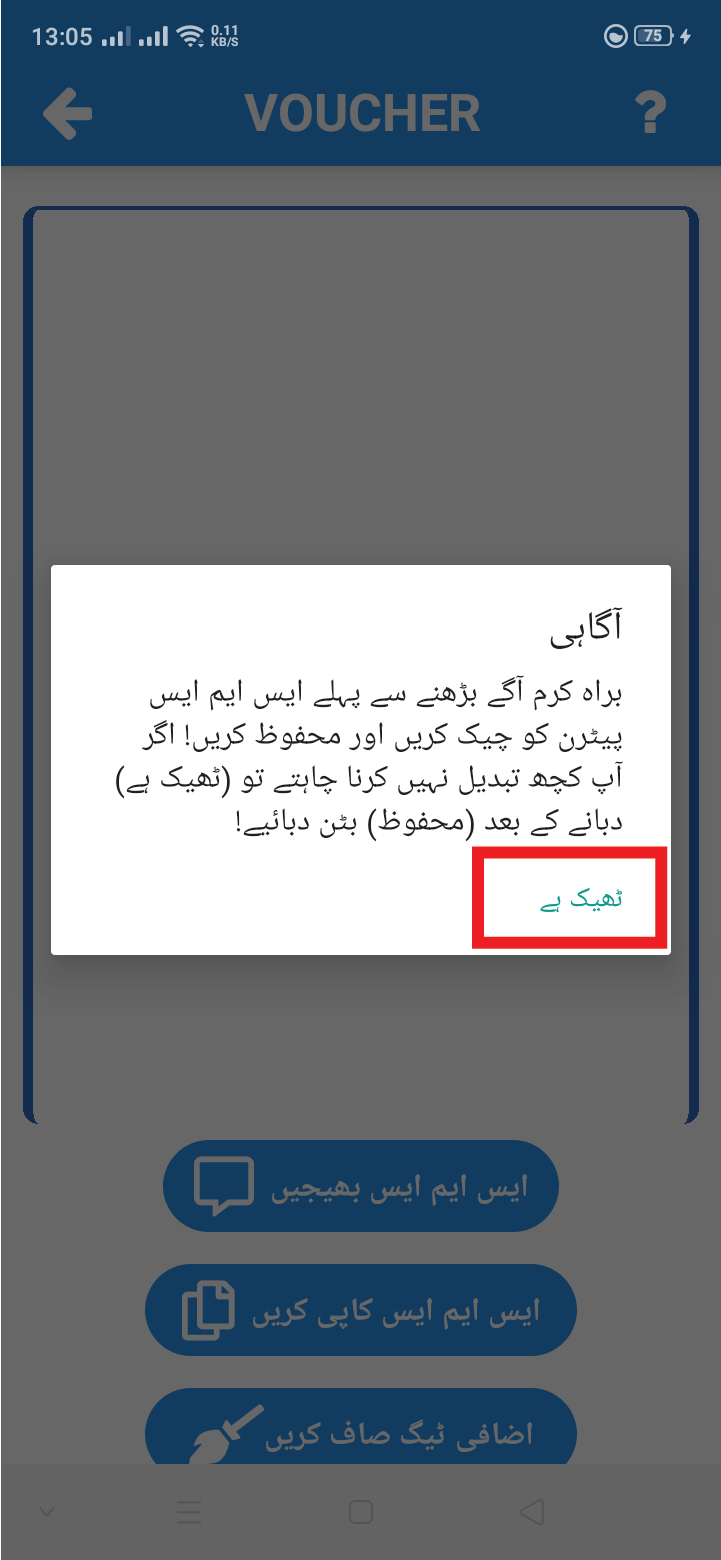 13:05
0.11
KB/S
75
VOUCHER
?
آگاہی
براہ کرم آگے بڑھنے سے پہلے ایس ایم ایس
پیٹرن کو چیک کریں اور محفوظ کریں! اگر
آپ کچھ تبدیل نہیں کرنا چاہتے تو (ٹھیک ہے)
دبانے کے بعد (محفوظ) بٹن دبائیے!
ٹھیک ہے
ایس ایم ایس بھیجیں
ایس ایم ایس کاپی کریں
اضافی ٹیگ صاف کریں